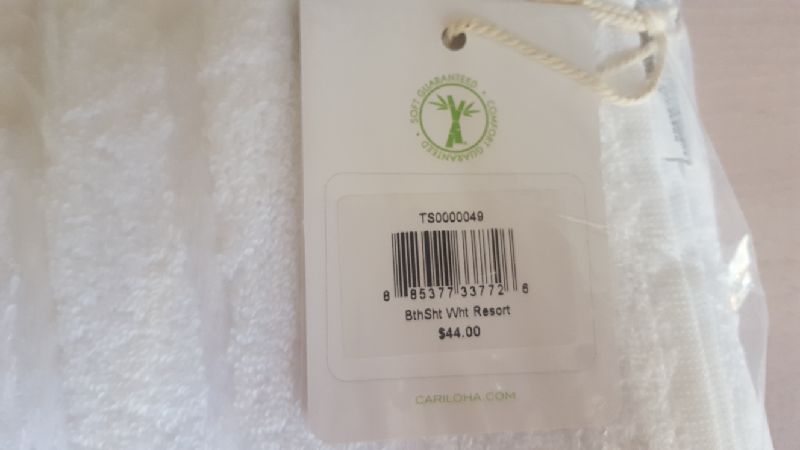 SOFT GUARANTEED • COMFORT GUARANTEED •
TS0000049
8 85377 33772 6
BthSht Wht Resort
$44.00
CARILOHA.COM